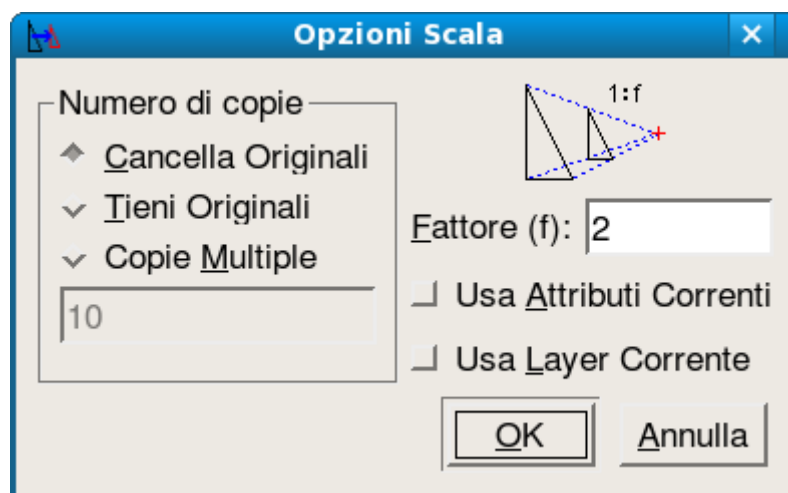 Opzioni Scala
Numero di copie
Cancella Originali
Tieni Originali
Copie Multiple
10
1:f
Fattore (f): 2
Usa Attributi Correnti
Usa Layer Corrente
OK
Annulla